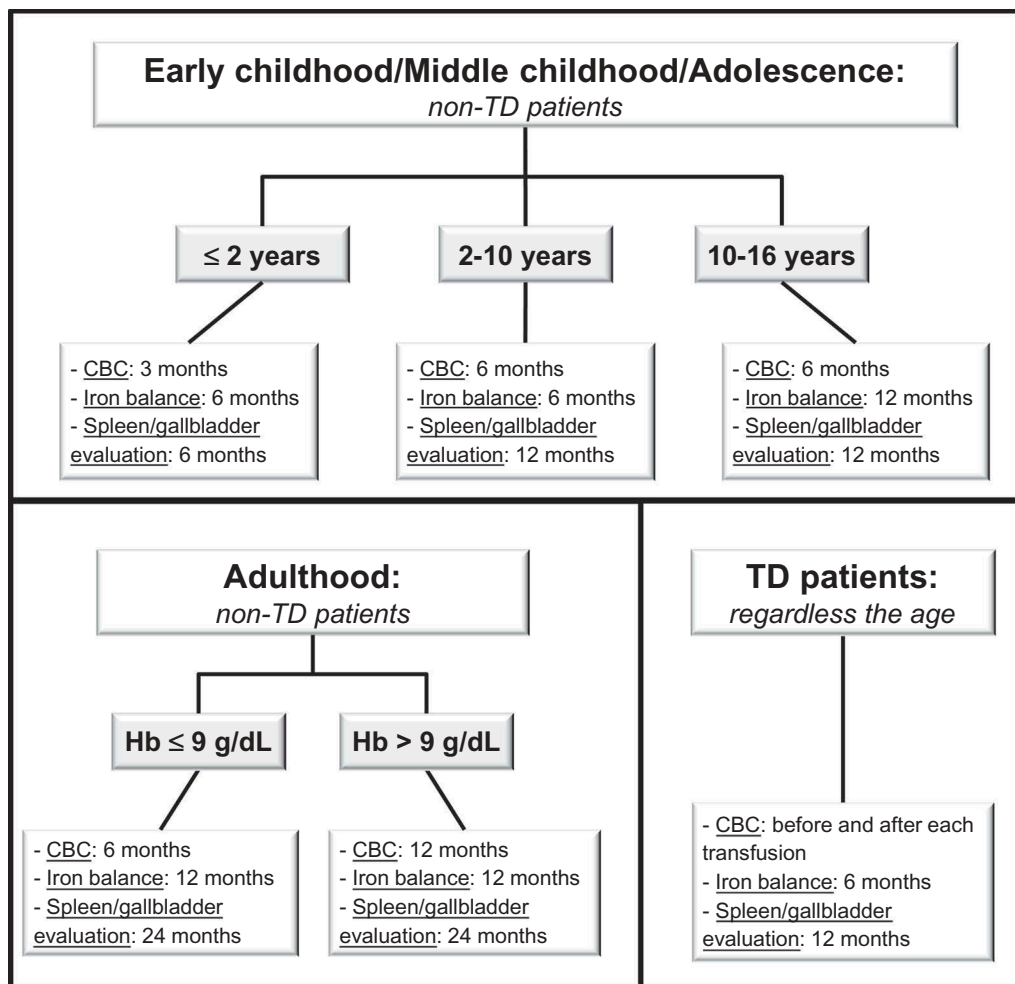 Early childhood/Middle childhood/Adolescence:
non-TD patients
≤ 2 years
2-10 years
10-16 years
- CBC: 3 months
- Iron balance: 6 months
- Spleen/gallbladder
evaluation: 6 months
- CBC: 6 months
- Iron balance: 6 months
- Spleen/gallbladder
evaluation: 12 months
- CBC: 6 months
- Iron balance: 12 months
- Spleen/gallbladder
evaluation: 12 months
Adulthood:
non-TD patients
Hb ≤ 9 g/dL
Hb > 9 g/dL
- CBC: 6 months
- Iron balance: 12 months
- Spleen/gallbladder
evaluation: 24 months
- CBC: 12 months
- Iron balance: 12 months
- Spleen/gallbladder
evaluation: 24 months
TD patients:
regardless the age
- CBC: before and after each
transfusion
- Iron balance: 6 months
- Spleen/gallbladder
evaluation: 12 months